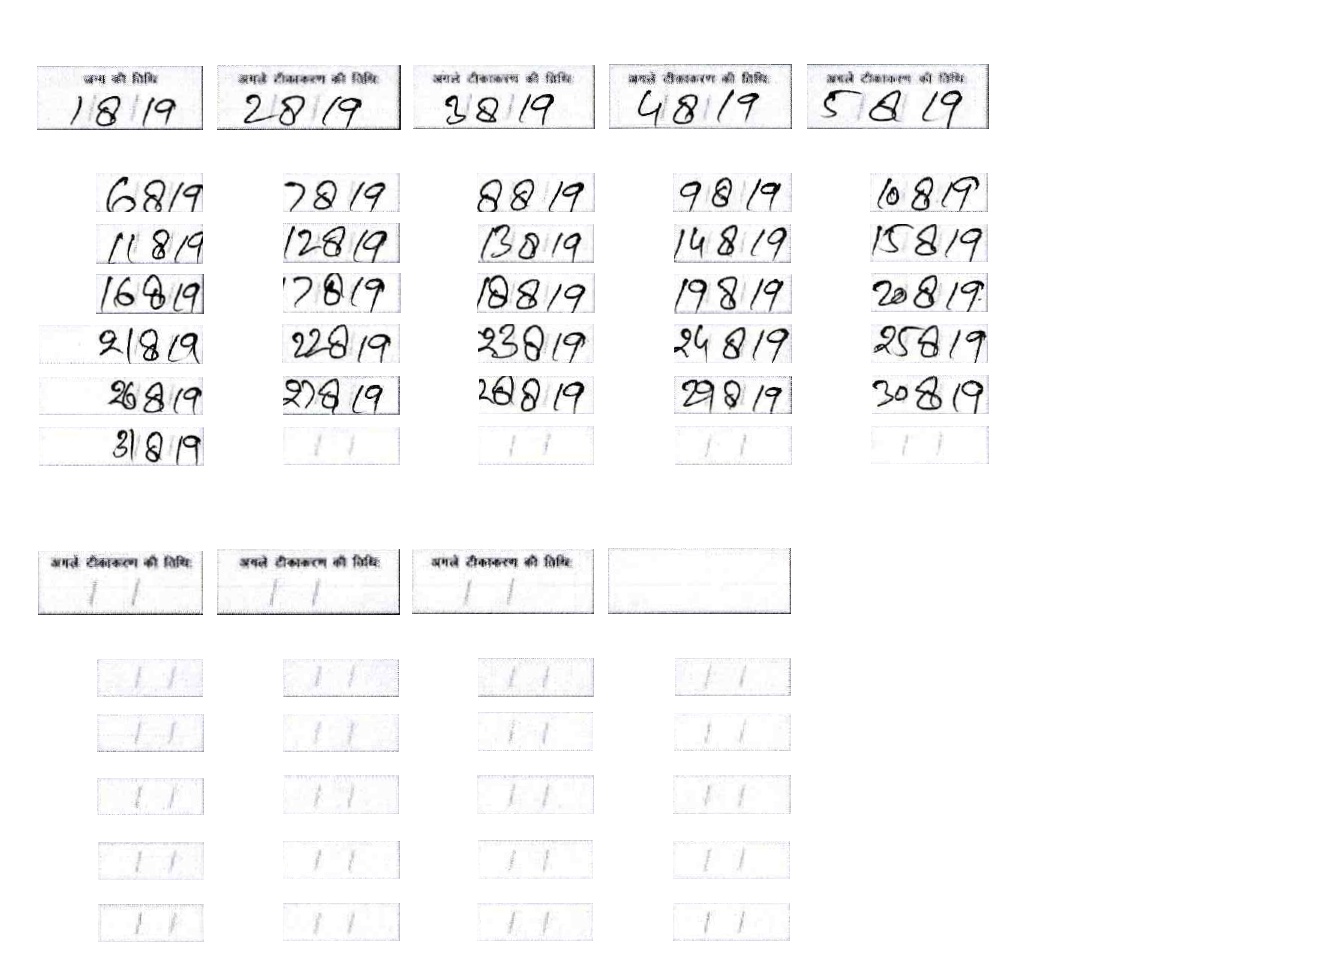 जन्म की तिथि अगले टीकाकरण की तिथि: अगले टीकाकरण की तिथि: अगले टीकाकरण की तिथि: अगले टीकाकरण की तिथि:
1/8/19 2/8/19 3/8/19 4/8/19 5/8/19
6/8/19 7/8/19 8/8/19 9/8/19 10/8/19
11/8/19 12/8/19 13/8/19 14/8/19 15/8/19
16/8/19 17/8/19 18/8/19 19/8/19 20/8/19
21/8/19 22/8/19 23/8/19 24/8/19 25/8/19
26/8/19 27/8/19 28/8/19 29/8/19 30/8/19
31/8/19 / / / / / / / /
अगले टीकाकरण की तिथि: अगले टीकाकरण की तिथि: अगले टीकाकरण की तिथि:
/ / / / / /
/ / / / / / / /
/ / / / / / / /
/ / / / / / / /
/ / / / / / / /
/ / / / / / / /